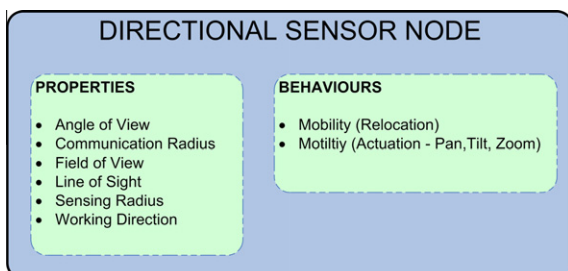 DIRECTIONAL SENSOR NODE
PROPERTIES
• Angle of View
• Communication Radius
• Field of View
• Line of Sight
• Sensing Radius
• Working Direction
BEHAVIOURS
• Mobility (Relocation)
• Motiltiy (Actuation - Pan,Tilt, Zoom)